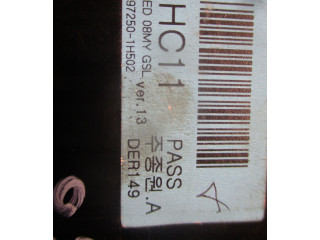 HC11
PASS
ED 08MY GSL ver.13
주종원.A
97250-1H502
DER149